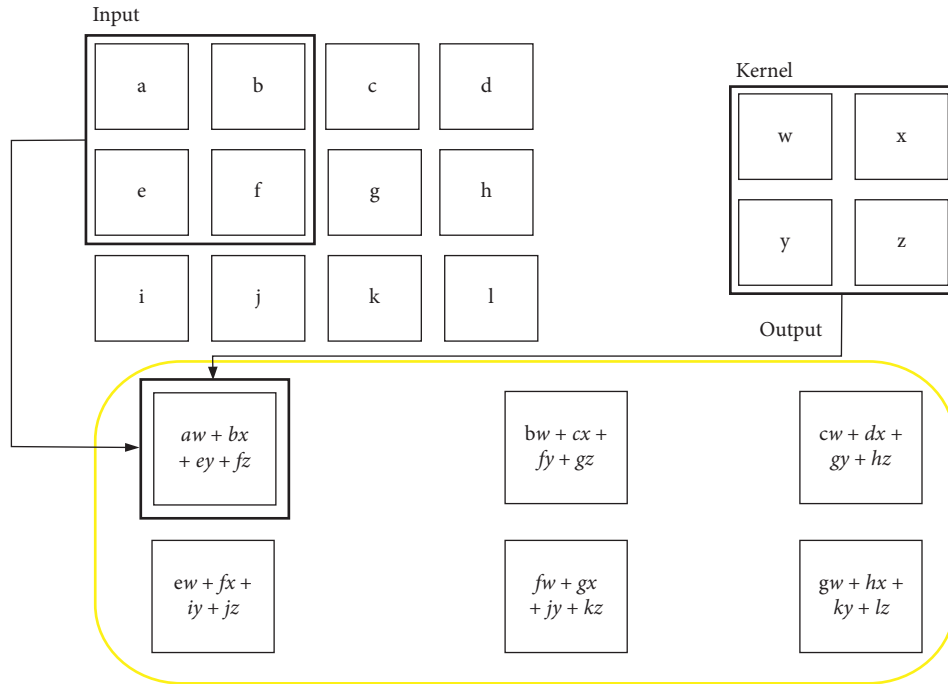 Input
a b c d
Kernel
w x
e f g h
y z
i j k l
Output
aw + bx
+ ey + fz
bw + cx +
fy + gz
cw + dx +
gy + hz
ew + fx +
iy + jz
fw + gx
+ jy + kz
gw + hx +
ky + lz